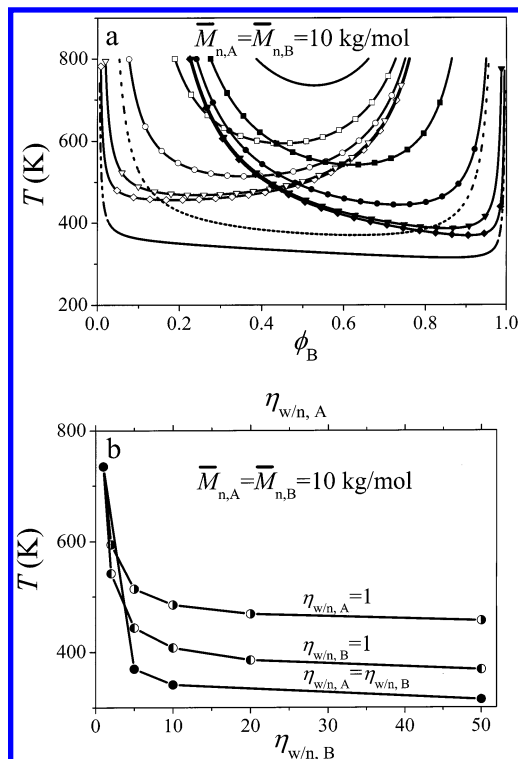 a
M̅n,A=M̅n,B=10 kg/mol
800
600
400
200
T (K)
0.0 0.2 0.4 0.6 0.8 1.0
ϕB
ηw/n, A
b
M̅n,A=M̅n,B=10 kg/mol
800
600
400
T (K)
ηw/n, A=1
ηw/n, B=1
ηw/n, A=ηw/n, B
0 10 20 30 40 50
ηw/n, B